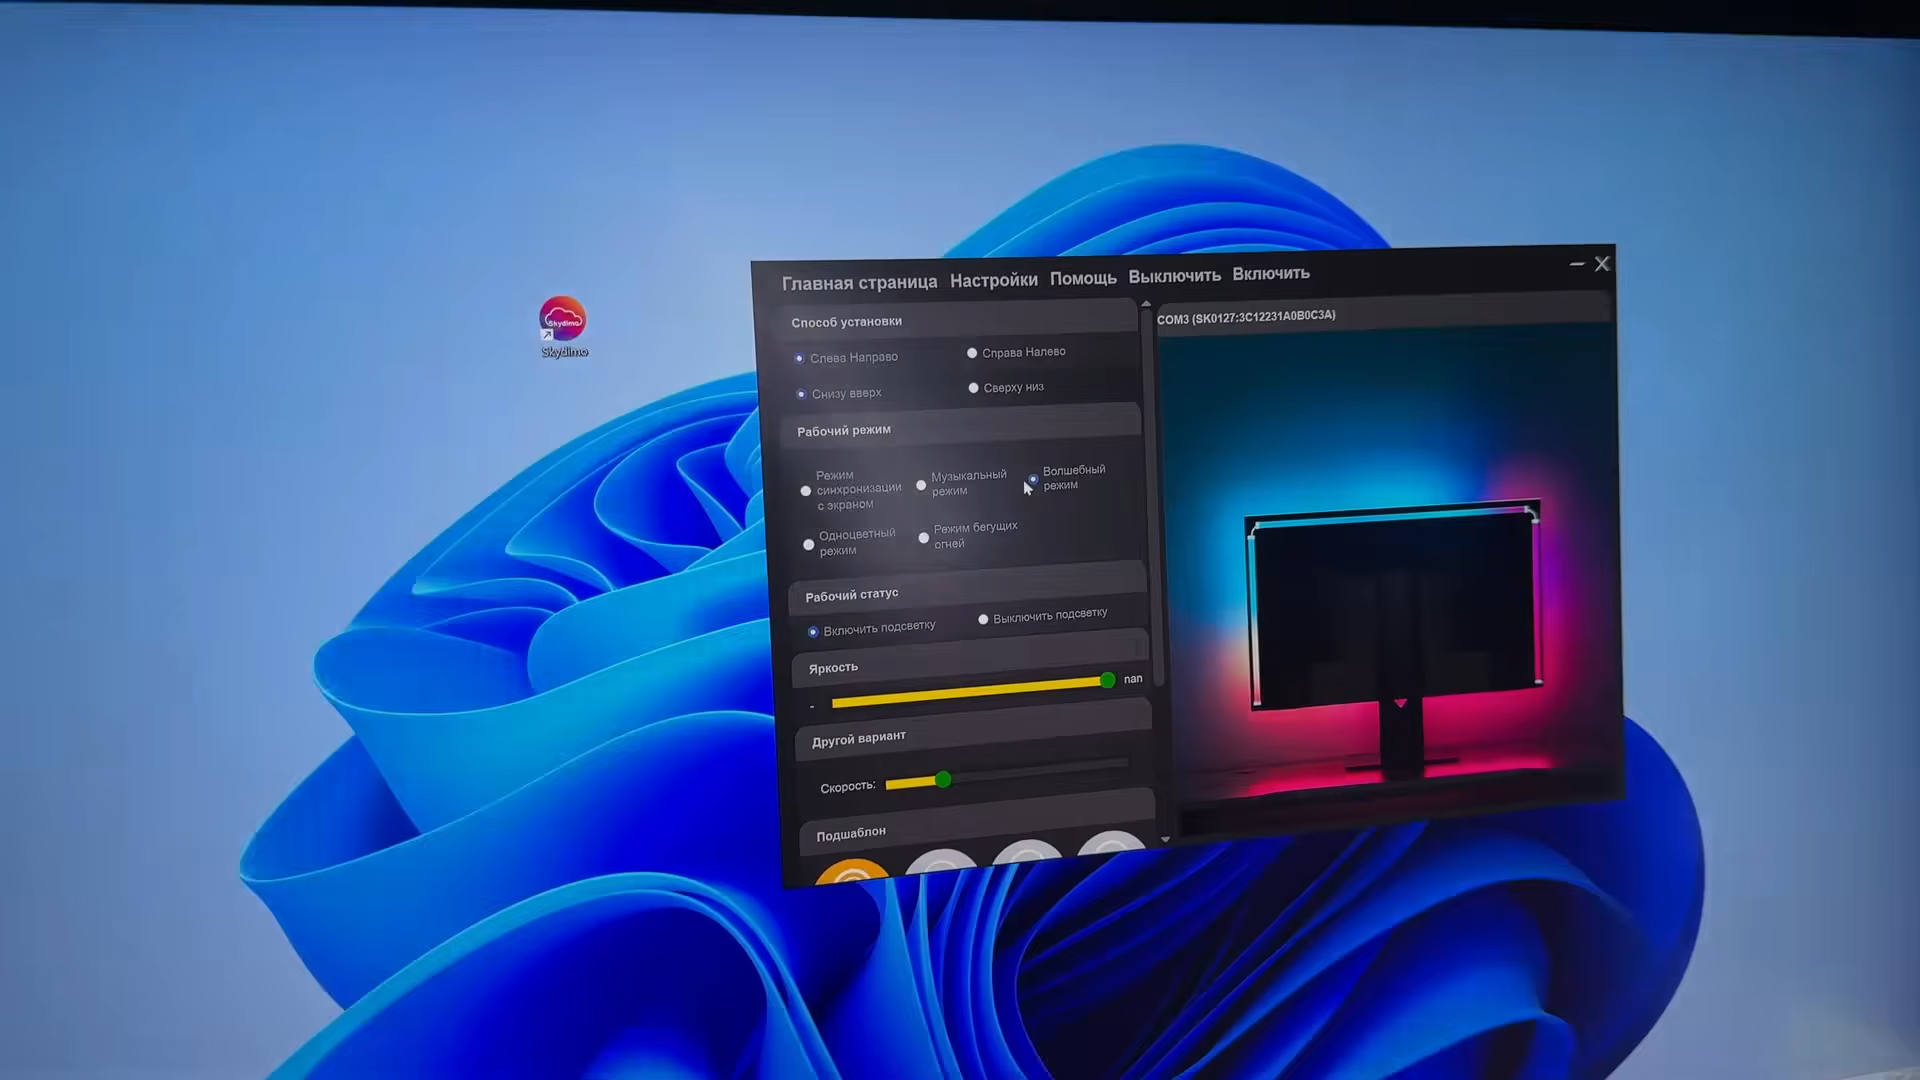 Главная страница Настройки Помощь Выключить Включить
Способ установки
COM3 (SK0127:3C12231A0B0C3A)
Слева Направо
Справа Налево
Снизу вверх
Сверху низ
Рабочий режим
Режим
синхронизации
с экраном
Музыкальный
режим
Волшебный
режим
Одноцветный
режим
Режим бегущих
огней
Рабочий статус
Включить подсветку
Выключить подсветку
Яркость
- nan
Другой вариант
Скорость:
Подшаблон
Skydimo
Skydimo